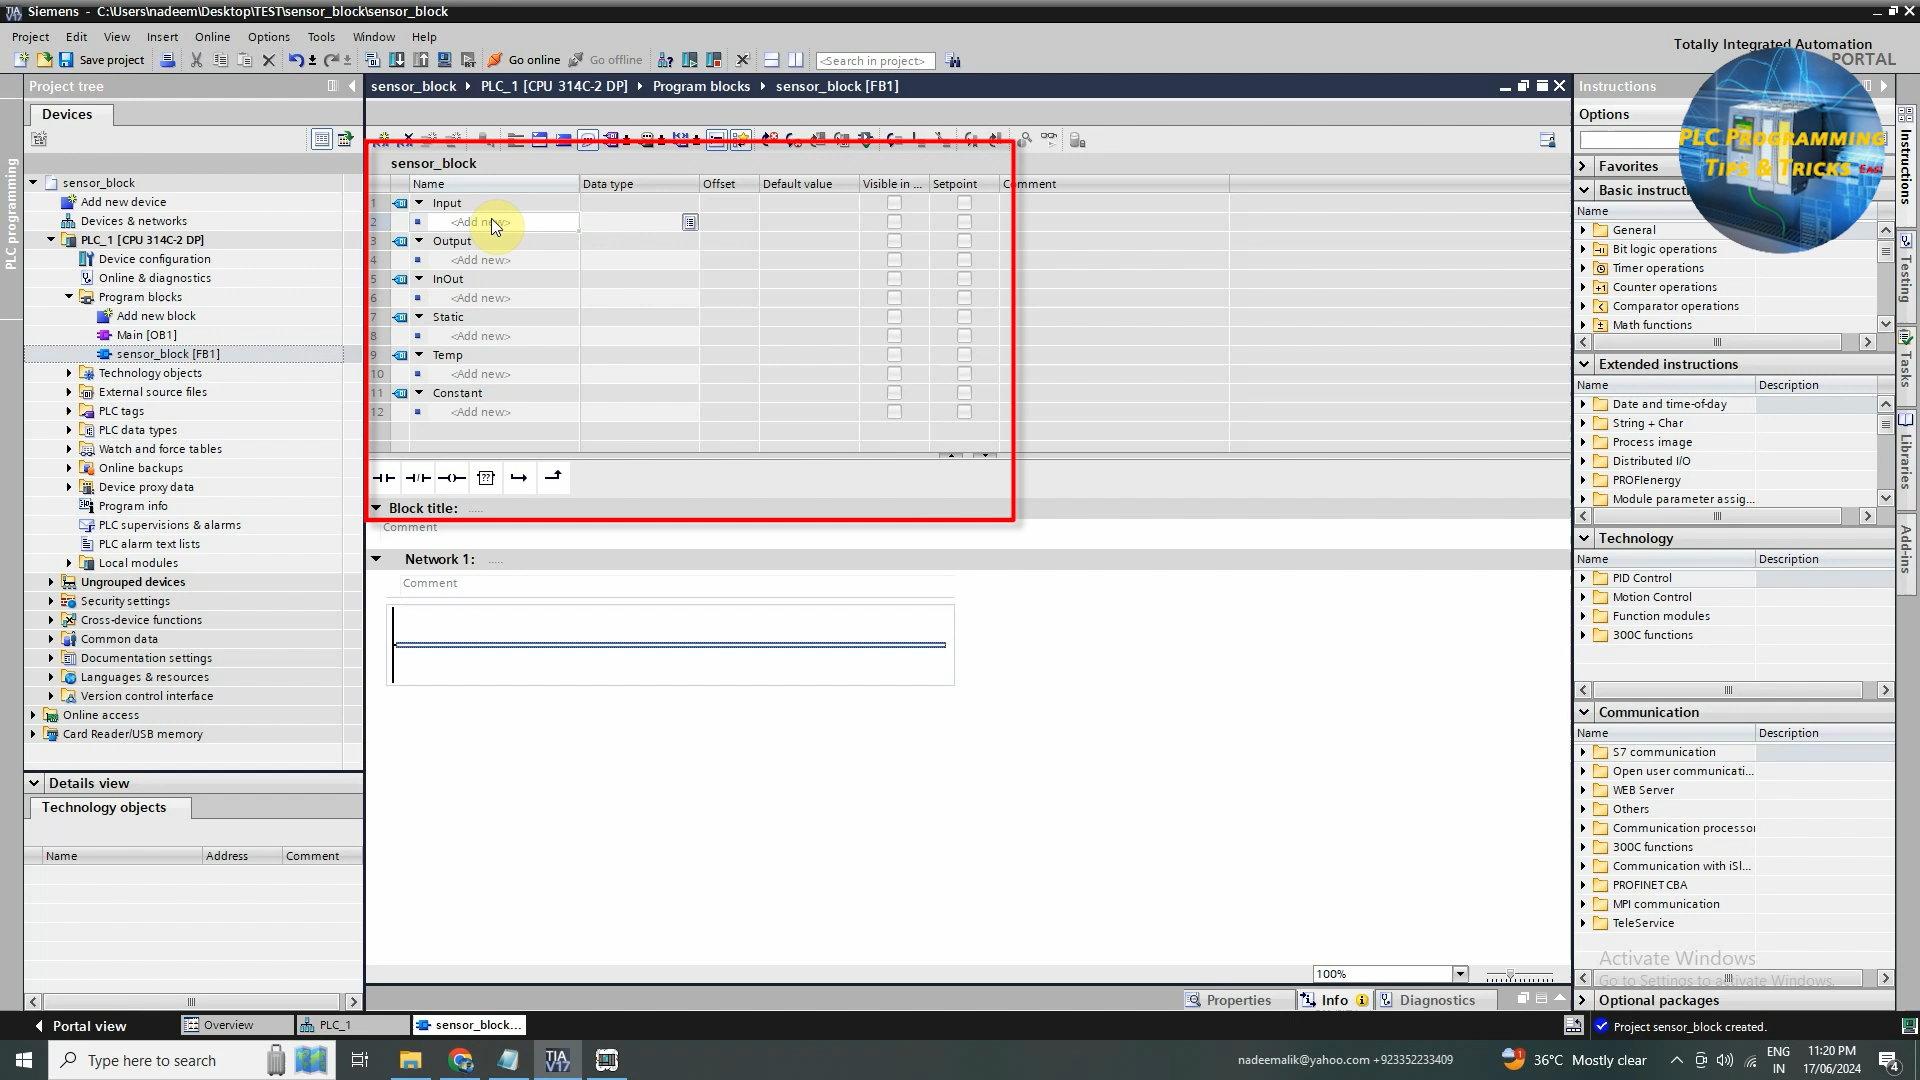 Siemens - C:\Users\nadeem\Desktop\TEST\sensor_block\sensor_block
Project Edit View Insert Online Options Tools Window Help
Totally Integrated Automation
PORTAL
Save project
Go online
Go offline
<Search in project>
Project tree
sensor_block PLC_1 [CPU 314C-2 DP] Program blocks sensor_block [FB1]
Instructions
Devices
Options
PLC PROGRAMMING
TIPS & TRICKS EASY
PLC programming
sensor_block
Add new device
Devices & networks
PLC_1 [CPU 314C-2 DP]
Device configuration
Online & diagnostics
Program blocks
Add new block
Main [OB1]
sensor_block [FB1]
Technology objects
External source files
PLC tags
PLC data types
Watch and force tables
Online backups
Device proxy data
Program info
PLC supervisions & alarms
PLC alarm text lists
Local modules
Ungrouped devices
Security settings
Cross-device functions
Common data
Documentation settings
Languages & resources
Version control interface
Online access
Card Reader/USB memory
Details view
Technology objects
Name Address Comment
sensor_block
Name Data type Offset Default value Visible in ... Setpoint Comment
1 Input
2 <Add new>
3 Output
4 <Add new>
5 InOut
6 <Add new>
7 Static
8 <Add new>
9 Temp
10 <Add new>
11 Constant
12 <Add new>
??
Block title: .....
Comment
Network 1: .....
Comment
100%
Properties Info Diagnostics
Favorites
Basic instructi
Name
General
Bit logic operations
Timer operations
Counter operations
Comparator operations
Math functions
Extended instructions
Name Description
Date and time-of-day
String + Char
Process image
Distributed I/O
PROFIenergy
Module parameter assig...
Technology
Name Description
PID Control
Motion Control
Function modules
300C functions
Communication
Name Description
S7 communication
Open user communicati...
WEB Server
Others
Communication processor
300C functions
Communication with iSl...
PROFINET CBA
MPI communication
TeleService
Activate Windows
Go to Settings to activate Windows.
Optional packages
Instructions
Testing
Tasks
Libraries
Add-ins
Portal view
Overview
PLC_1
sensor_block...
Project sensor_block created.
Type here to search
TIA
V17
nadeemalik@yahoo.com +923352233409
36°C Mostly clear
ENG
IN
11:20 PM
17/06/2024
4